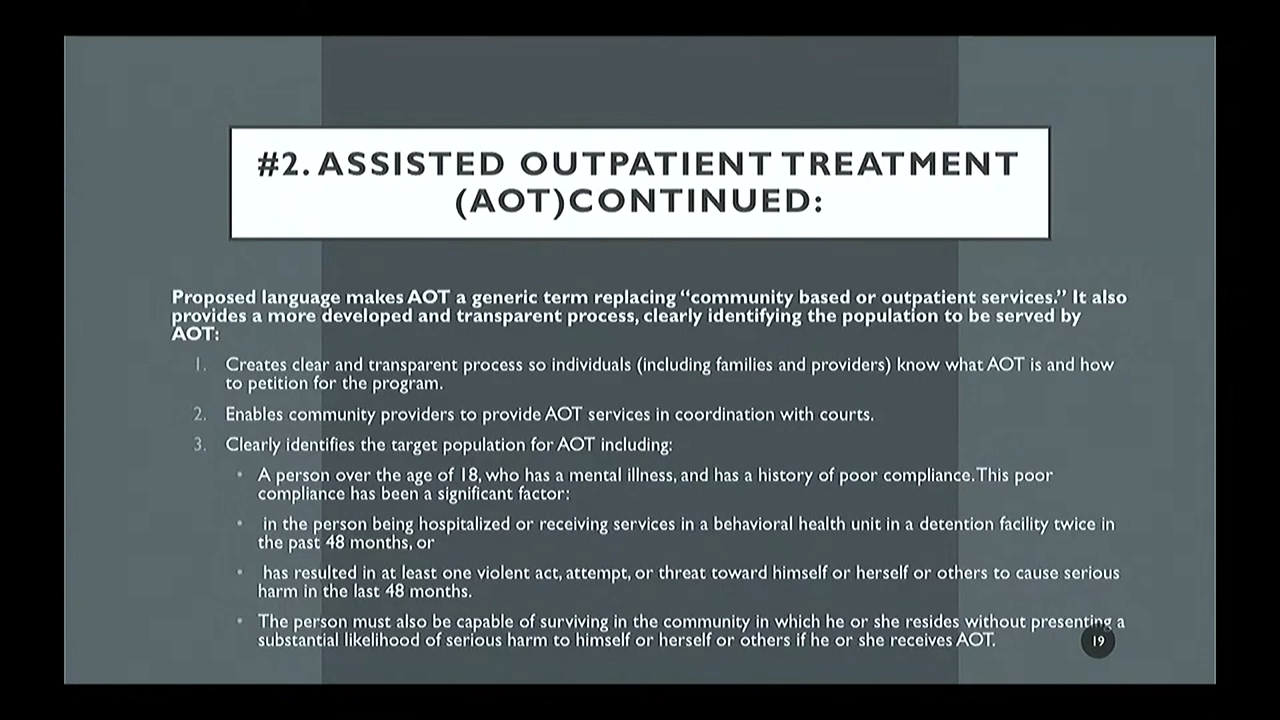 #2. ASSISTED OUTPATIENT TREATMENT
(AOT)CONTINUED:
Proposed language makes AOT a generic term replacing “community based or outpatient services.” It also
provides a more developed and transparent process, clearly identifying the population to be served by
AOT:
1. Creates clear and transparent process so individuals (including families and providers) know what AOT is and how
to petition for the program.
2. Enables community providers to provide AOT services in coordination with courts.
3. Clearly identifies the target population for AOT including:
• A person over the age of 18, who has a mental illness, and has a history of poor compliance. This poor
compliance has been a significant factor:
• in the person being hospitalized or receiving services in a behavioral health unit in a detention facility twice in
the past 48 months, or
• has resulted in at least one violent act, attempt, or threat toward himself or herself or others to cause serious
harm in the last 48 months.
• The person must also be capable of surviving in the community in which he or she resides without presenting a
substantial likelihood of serious harm to himself or herself or others if he or she receives AOT.
19